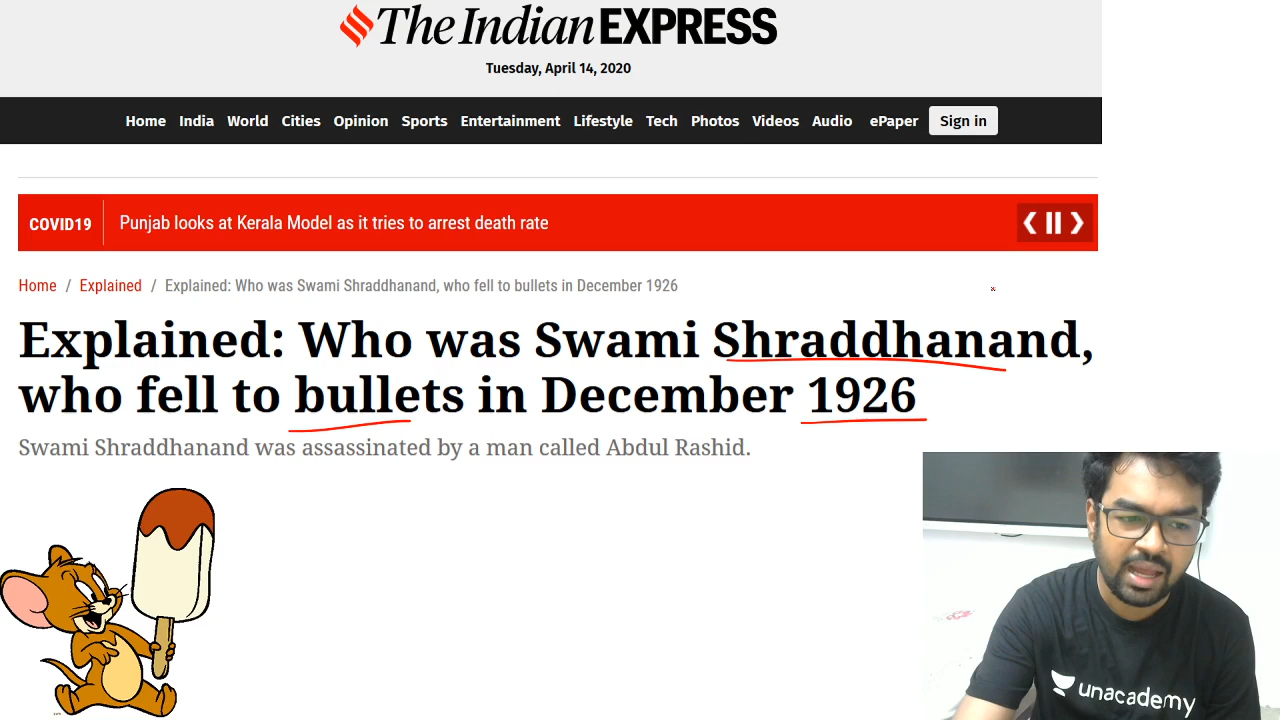 The Indian EXPRESS
Tuesday, April 14, 2020
Home India World Cities Opinion Sports Entertainment Lifestyle Tech Photos Videos Audio ePaper Sign in
COVID19 Punjab looks at Kerala Model as it tries to arrest death rate
Home / Explained / Explained: Who was Swami Shraddhanand, who fell to bullets in December 1926
Explained: Who was Swami Shraddhanand,
who fell to bullets in December 1926
Swami Shraddhanand was assassinated by a man called Abdul Rashid.
unacademy